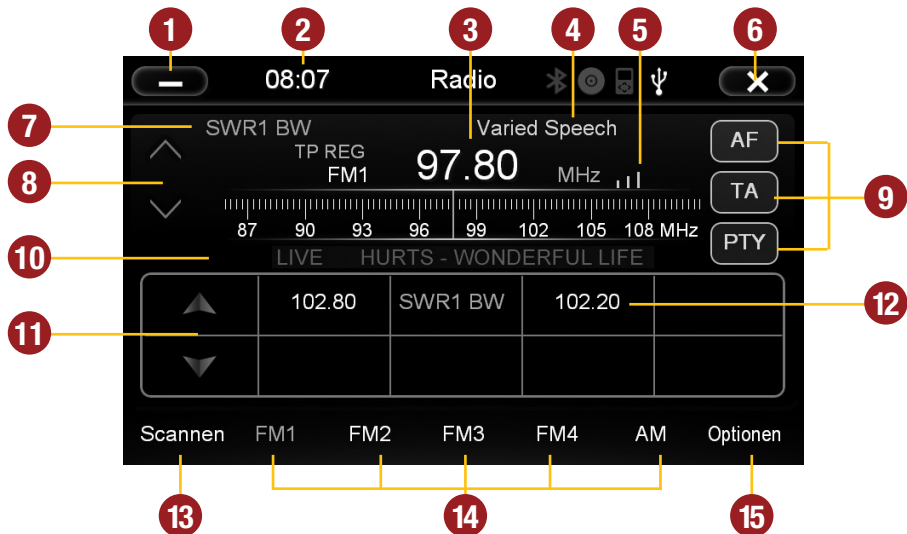 1 2 3 4 5 6
08:07 Radio
7 SWR1 BW Varied Speech
TP REG
FM1 97.80 MHz
AF
8
TA 9
87 90 93 96 99 102 105 108 MHz
PTY
10 LIVE HURTS - WONDERFUL LIFE
102.80 SWR1 BW 102.20 12
11
Scannen FM1 FM2 FM3 FM4 AM Optionen
13 14 15